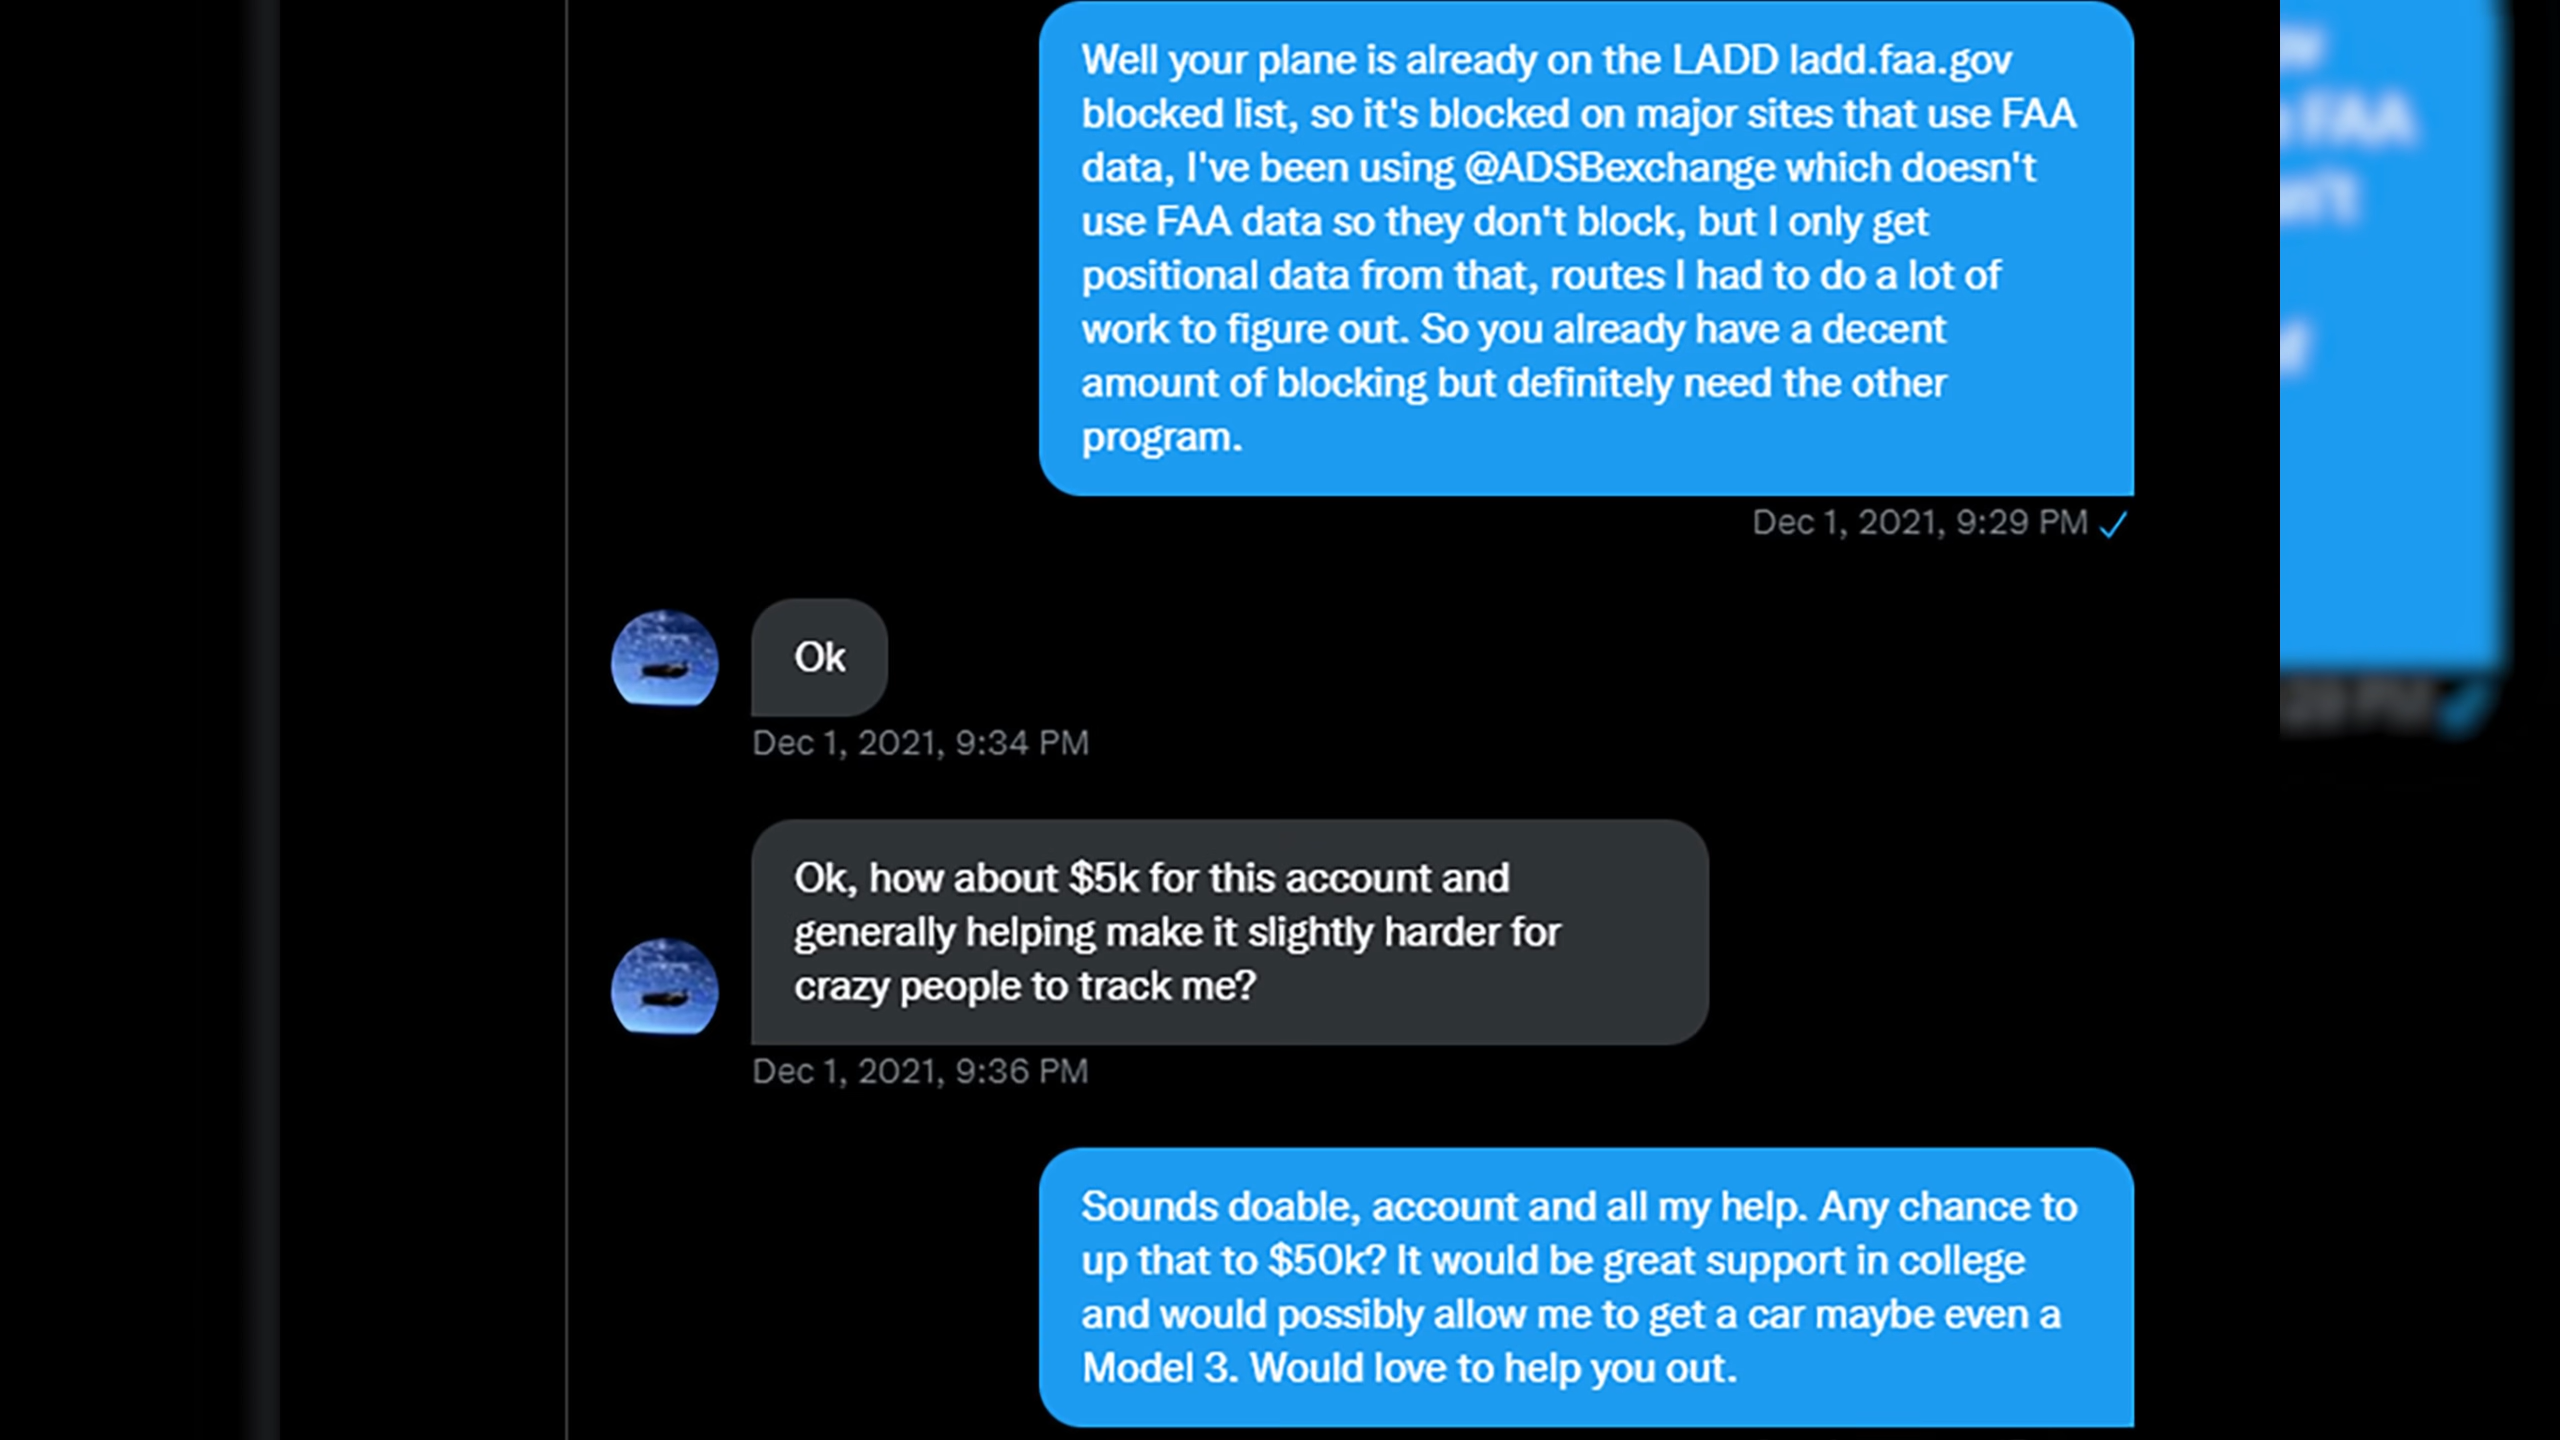 Well your plane is already on the LADD ladd.faa.gov
blocked list, so it's blocked on major sites that use FAA
data, I've been using @ADSBexchange which doesn't
use FAA data so they don't block, but I only get
positional data from that, routes I had to do a lot of
work to figure out. So you already have a decent
amount of blocking but definitely need the other
program.
Dec 1, 2021, 9:29 PM
Ok
Dec 1, 2021, 9:34 PM
Ok, how about $5k for this account and
generally helping make it slightly harder for
crazy people to track me?
Dec 1, 2021, 9:36 PM
Sounds doable, account and all my help. Any chance to
up that to $50k? It would be great support in college
and would possibly allow me to get a car maybe even a
Model 3. Would love to help you out.